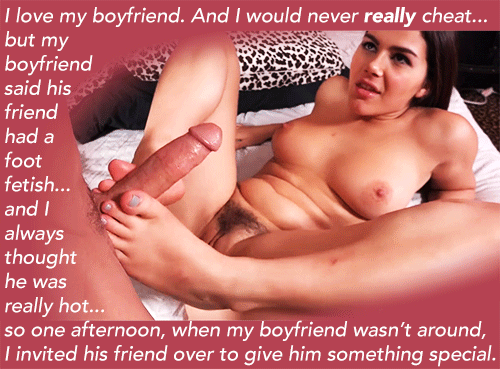 I love my boyfriend. And I would never really cheat...
but my
boyfriend
said his
friend
had a
foot
fetish...
and I
always
thought
he was
really hot...
so one afternoon, when my boyfriend wasn't around,
I invited his friend over to give him something special.